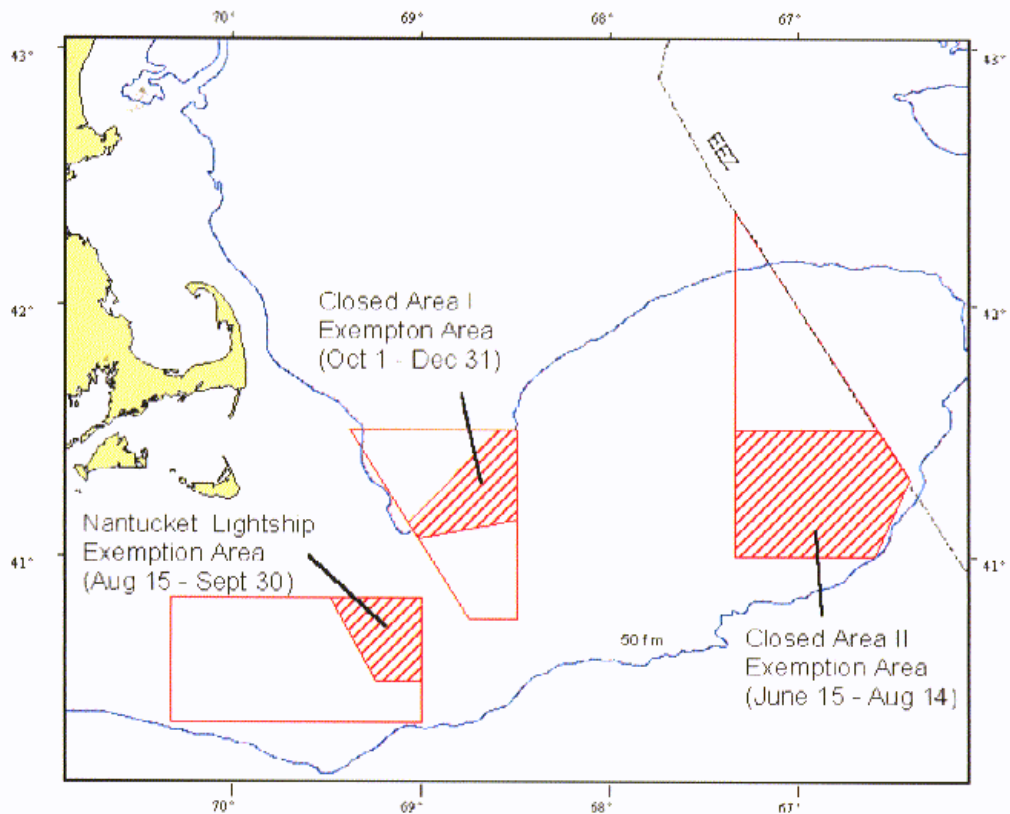 70° 69° 68° 67°
43° 43°
EEZ
42° 42°
Closed Area I
Exempton Area
(Oct 1 - Dec 31)
Nantucket Lightship
Exemption Area
(Aug 15 - Sept 30)
41° 41°
50 fm
Closed Area II
Exemption Area
(June 15 - Aug 14)
70° 69° 68° 67°